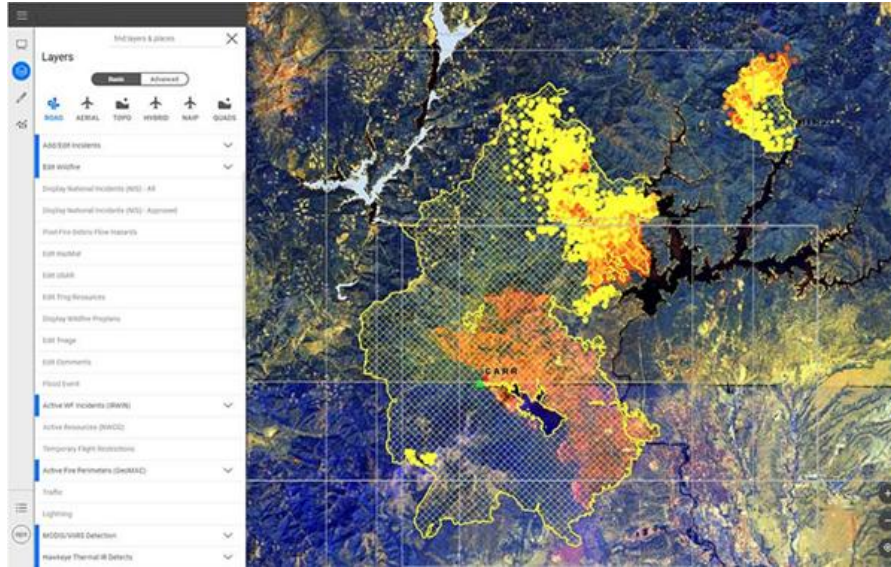 find layers & places
Layers
Basic Advanced
ROAD AERIAL TOPO HYBRID NAIP QUADS
Add/Edit Incidents
Edit Wildfire
Display National Incidents (NIS) - All
Display National Incidents (NIS) - Approved
Post-Fire Debris Flow Hazards
Edit HazMat
Edit USAR
Edit Trng Resources
Display Wildfire Preplans
Edit Triage
Edit Comments
Flood Event
Active WF Incidents (IRWIN)
Active Resources (NWCG)
Temporary Flight Restrictions
Active Fire Perimeters (GeoMAC)
Traffic
Lightning
MODIS/VIIRS Detection
Hawkeye Thermal IR Detects
CARR